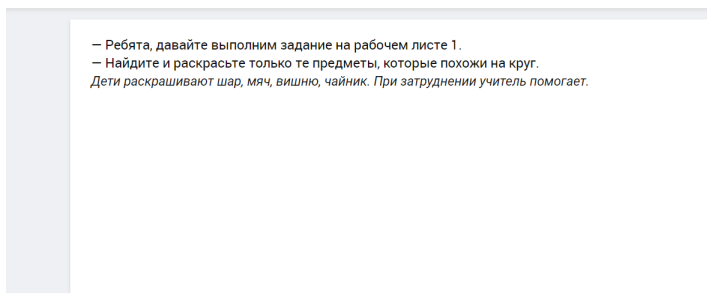 — Ребята, давайте выполним задание на рабочем листе 1.
— Найдите и раскрасьте только те предметы, которые похожи на круг.
Дети раскрашивают шар, мяч, вишню, чайник. При затруднении учитель помогает.